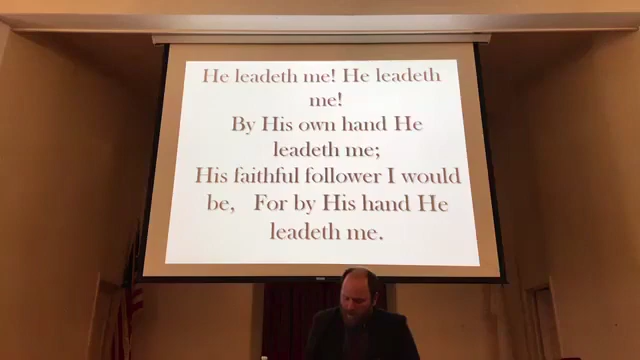 He leadeth me! He leadeth
me!
By His own hand He
leadeth me;
His faithful follower I would
be, For by His hand He
leadeth me.